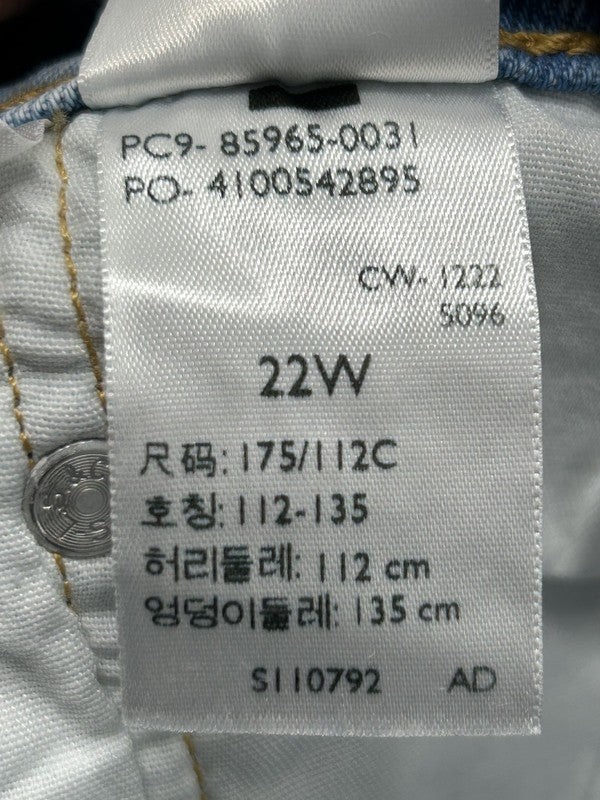 PC9- 85965-0031
PO- 4100542895
CW- 1222
5096
22W
尺码: 175/112C
호칭: 112-135
허리둘레: 112 cm
엉덩이둘레: 135 cm
S110792 AD